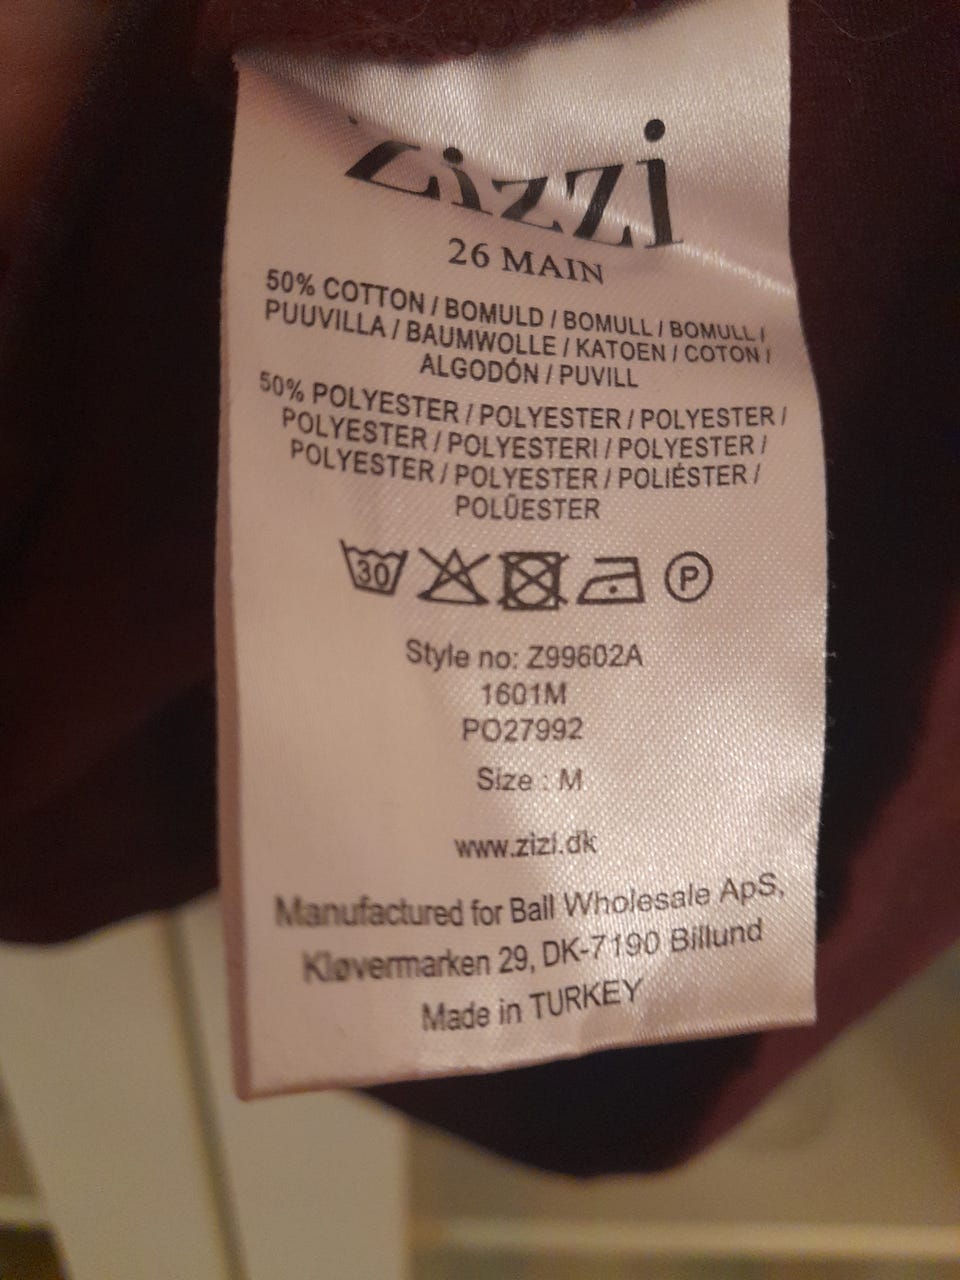 zizzi
26 MAIN
50% COTTON / BOMULD / BOMULL / BOMULL /
PUUVILLA / BAUMWOLLE / KATOEN / COTON /
ALGODÓN / PUVILL
50% POLYESTER / POLYESTER / POLYESTER /
POLYESTER / POLYESTERI / POLYESTER /
POLYESTER / POLYESTER / POLIÉSTER /
POLÜESTER
30 P
Style no: Z99602A
1601M
PO27992
Size : M
www.zizi.dk
Manufactured for Ball Wholesale ApS,
Kløvermarken 29, DK-7190 Billund
Made in TURKEY